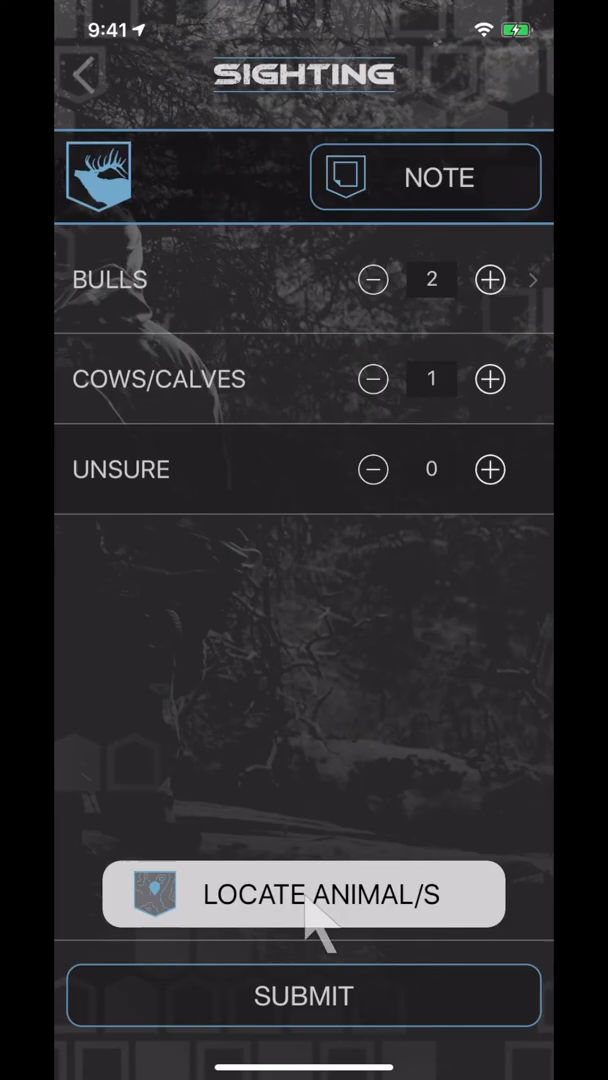 9:41
SIGHTING
NOTE
BULLS 2
COWS/CALVES 1
UNSURE 0
LOCATE ANIMAL/S
SUBMIT